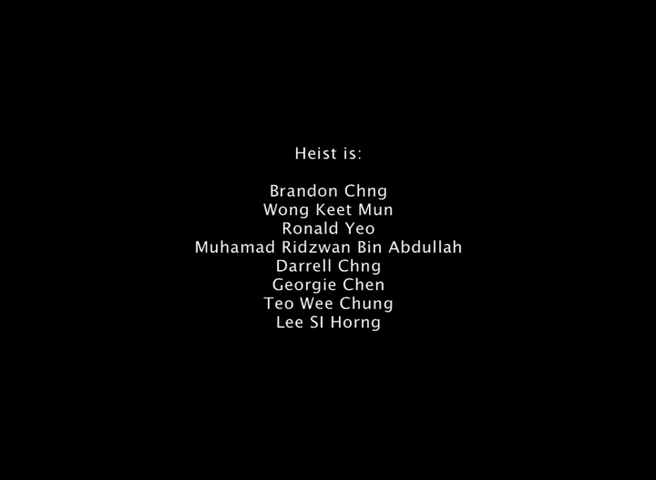 Heist is:
Brandon Chng
Wong Keet Mun
Ronald Yeo
Muhamad Ridzwan Bin Abdullah
Darrell Chng
Georgie Chen
Teo Wee Chung
Lee SI Horng